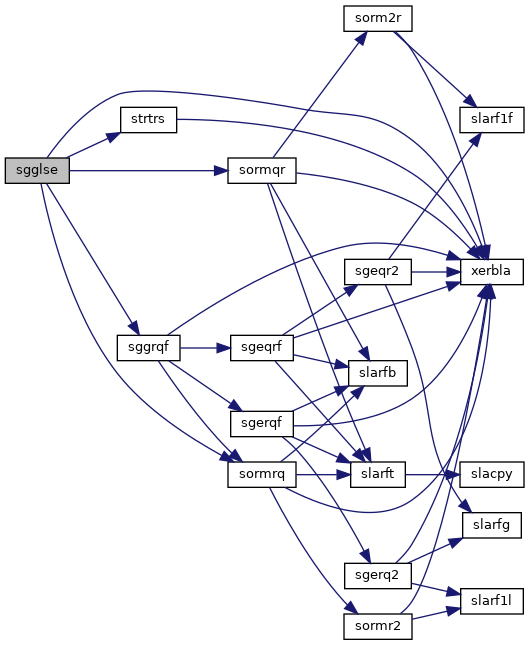 sorm2r
strtrs
slarf1f
sgglse
sormqr
sgeqr2
xerbla
sggrqf
sgeqrf
slarfb
sgerqf
sormrq
slarft
slacpy
slarfg
sgerq2
slarf1l
sormr2